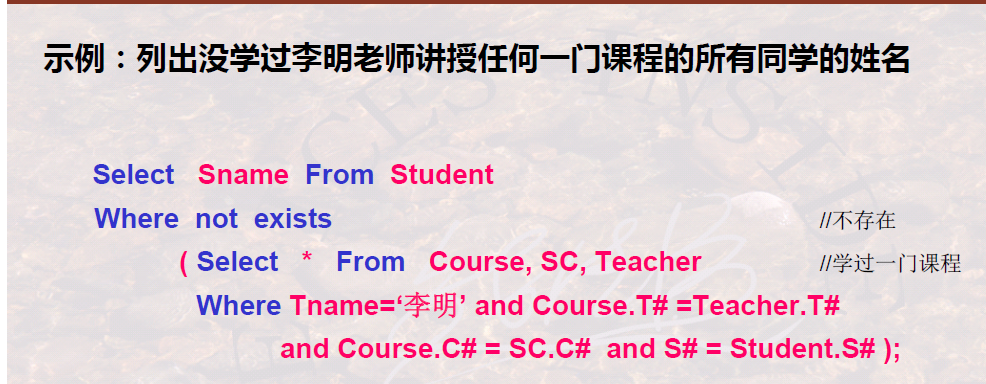 示例：列出没学过李明老师讲授任何一门课程的所有同学的姓名
Select Sname From Student
Where not exists //不存在
( Select * From Course, SC, Teacher //学过一门课程
Where Tname=‘李明’ and Course.T# =Teacher.T#
and Course.C# = SC.C# and S# = Student.S# );